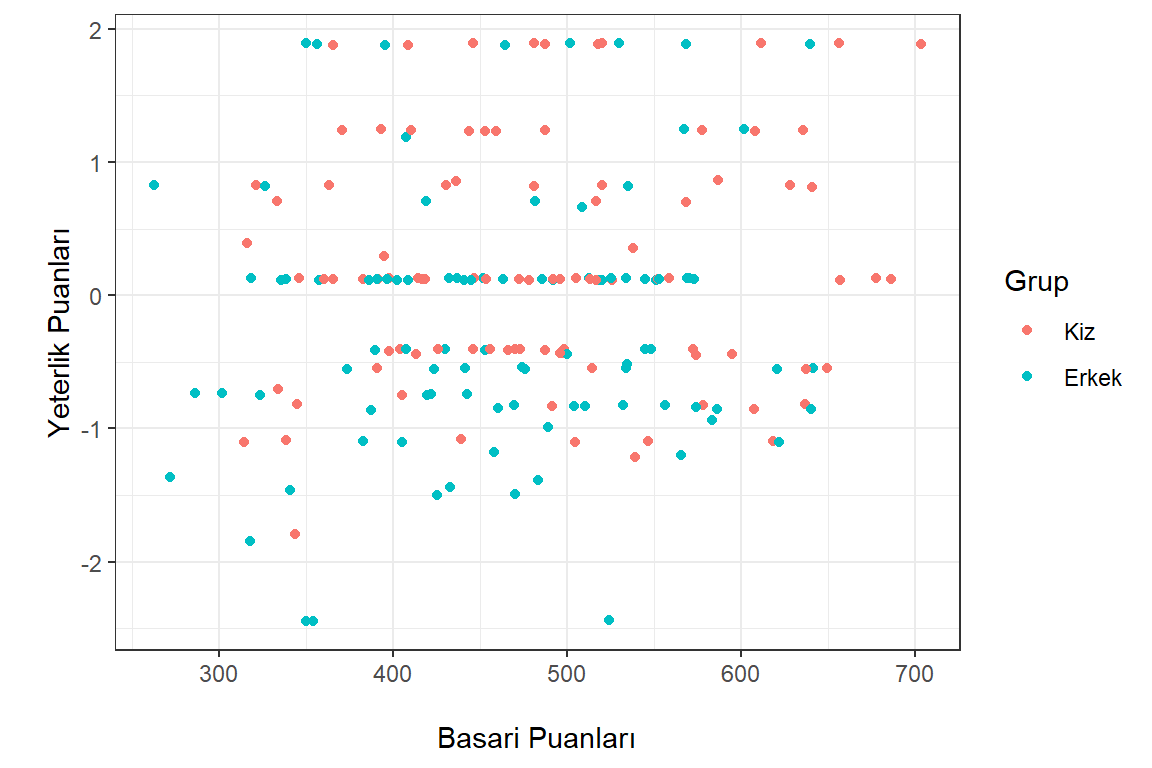 2
1
0
-1
-2
Yeterlik Puanları
300 400 500 600 700
Basari Puanları
Grup
Kiz
Erkek